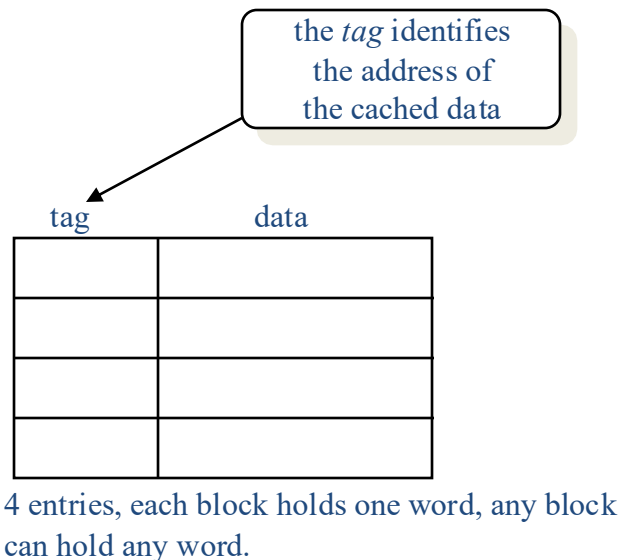 the tag identifies
the address of
the cached data
tag
data
4 entries, each block holds one word, any block
can hold any word.